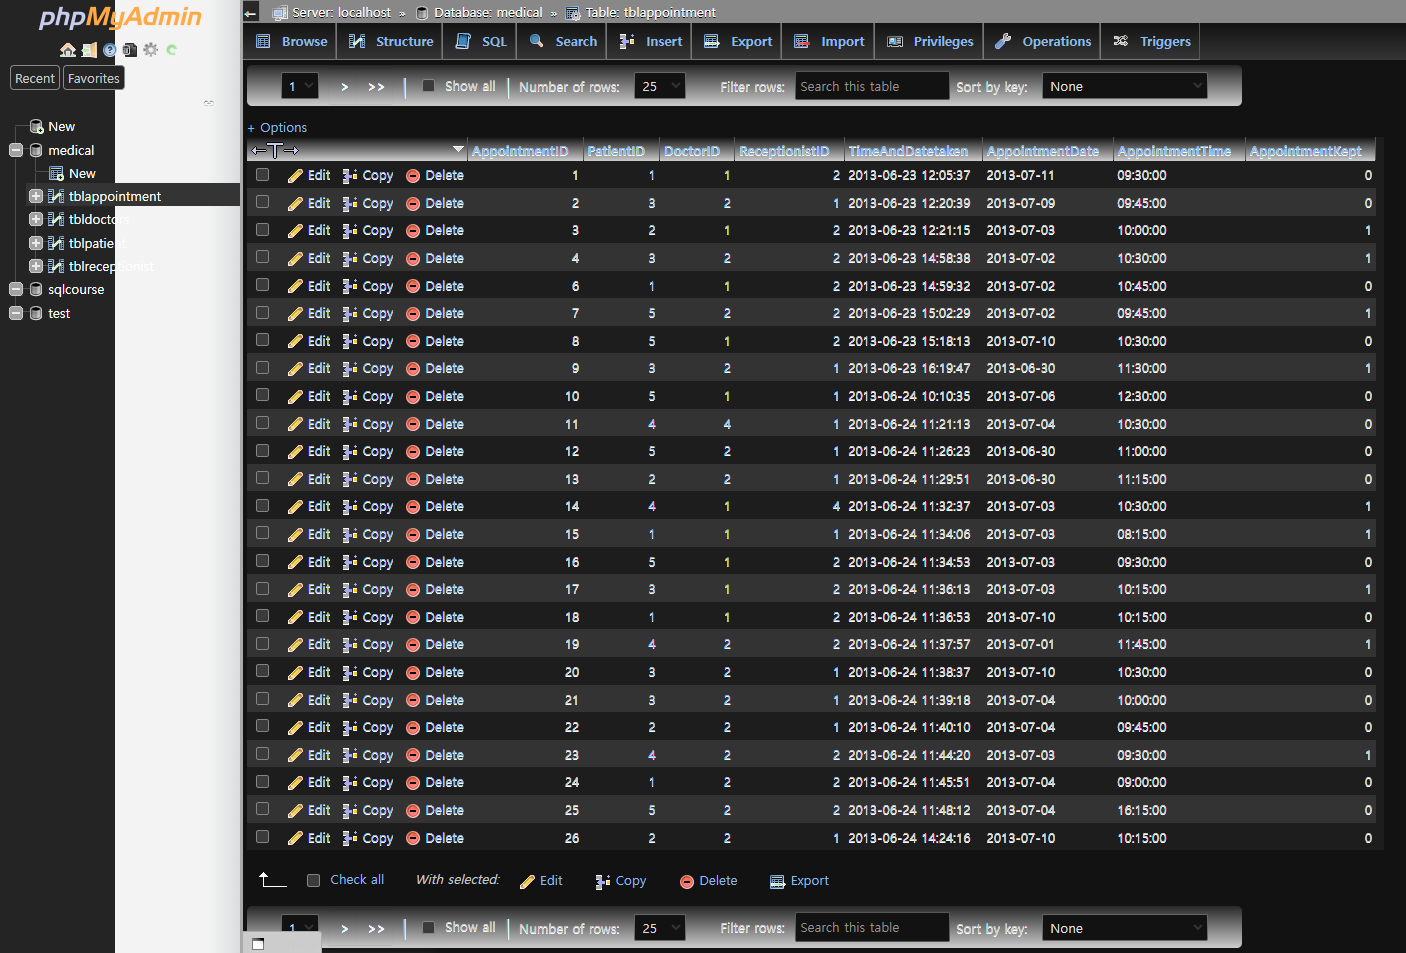 phpMyAdmin
Recent Favorites
New
medical
New
tblappointment
tbldoctors
tblpatient
tblreceptionist
sqlcourse
test
Server: localhost » Database: medical » Table: tblappointment
Browse Structure SQL Search Insert Export Import Privileges Operations Triggers
1 > >> Show all Number of rows: 25 Filter rows: Search this table Sort by key: None
+ Options
←T→ AppointmentID PatientID DoctorID ReceptionistID TimeAndDatetaken AppointmentDate AppointmentTime AppointmentKept
Edit Copy Delete 1 1 1 2 2013-06-23 12:05:37 2013-07-11 09:30:00 0
Edit Copy Delete 2 3 2 1 2013-06-23 12:20:39 2013-07-09 09:45:00 0
Edit Copy Delete 3 2 1 2 2013-06-23 12:21:15 2013-07-03 10:00:00 1
Edit Copy Delete 4 3 2 2 2013-06-23 14:58:38 2013-07-02 10:30:00 1
Edit Copy Delete 6 1 1 2 2013-06-23 14:59:32 2013-07-02 10:45:00 0
Edit Copy Delete 7 5 2 2 2013-06-23 15:02:29 2013-07-02 09:45:00 1
Edit Copy Delete 8 5 1 2 2013-06-23 15:18:13 2013-07-10 10:30:00 0
Edit Copy Delete 9 3 2 1 2013-06-23 16:19:47 2013-06-30 11:30:00 1
Edit Copy Delete 10 5 1 1 2013-06-24 10:10:35 2013-07-06 12:30:00 0
Edit Copy Delete 11 4 4 1 2013-06-24 11:21:13 2013-07-04 10:30:00 0
Edit Copy Delete 12 5 2 1 2013-06-24 11:26:23 2013-06-30 11:00:00 0
Edit Copy Delete 13 2 2 1 2013-06-24 11:29:51 2013-06-30 11:15:00 0
Edit Copy Delete 14 4 1 4 2013-06-24 11:32:37 2013-07-03 10:30:00 1
Edit Copy Delete 15 1 1 1 2013-06-24 11:34:06 2013-07-03 08:15:00 1
Edit Copy Delete 16 5 1 2 2013-06-24 11:34:53 2013-07-03 09:30:00 0
Edit Copy Delete 17 3 1 2 2013-06-24 11:36:13 2013-07-03 10:15:00 1
Edit Copy Delete 18 1 1 2 2013-06-24 11:36:53 2013-07-10 10:15:00 0
Edit Copy Delete 19 4 2 2 2013-06-24 11:37:57 2013-07-01 11:45:00 1
Edit Copy Delete 20 3 2 1 2013-06-24 11:38:37 2013-07-10 10:30:00 0
Edit Copy Delete 21 3 2 1 2013-06-24 11:39:18 2013-07-04 10:00:00 0
Edit Copy Delete 22 2 2 1 2013-06-24 11:40:10 2013-07-04 09:45:00 0
Edit Copy Delete 23 4 2 2 2013-06-24 11:44:20 2013-07-03 09:30:00 1
Edit Copy Delete 24 1 2 2 2013-06-24 11:45:51 2013-07-04 09:00:00 0
Edit Copy Delete 25 5 2 2 2013-06-24 11:48:12 2013-07-04 16:15:00 0
Edit Copy Delete 26 2 2 1 2013-06-24 14:24:16 2013-07-10 10:15:00 0
Check all With selected: Edit Copy Delete Export
1 > >> Show all Number of rows: 25 Filter rows: Search this table Sort by key: None